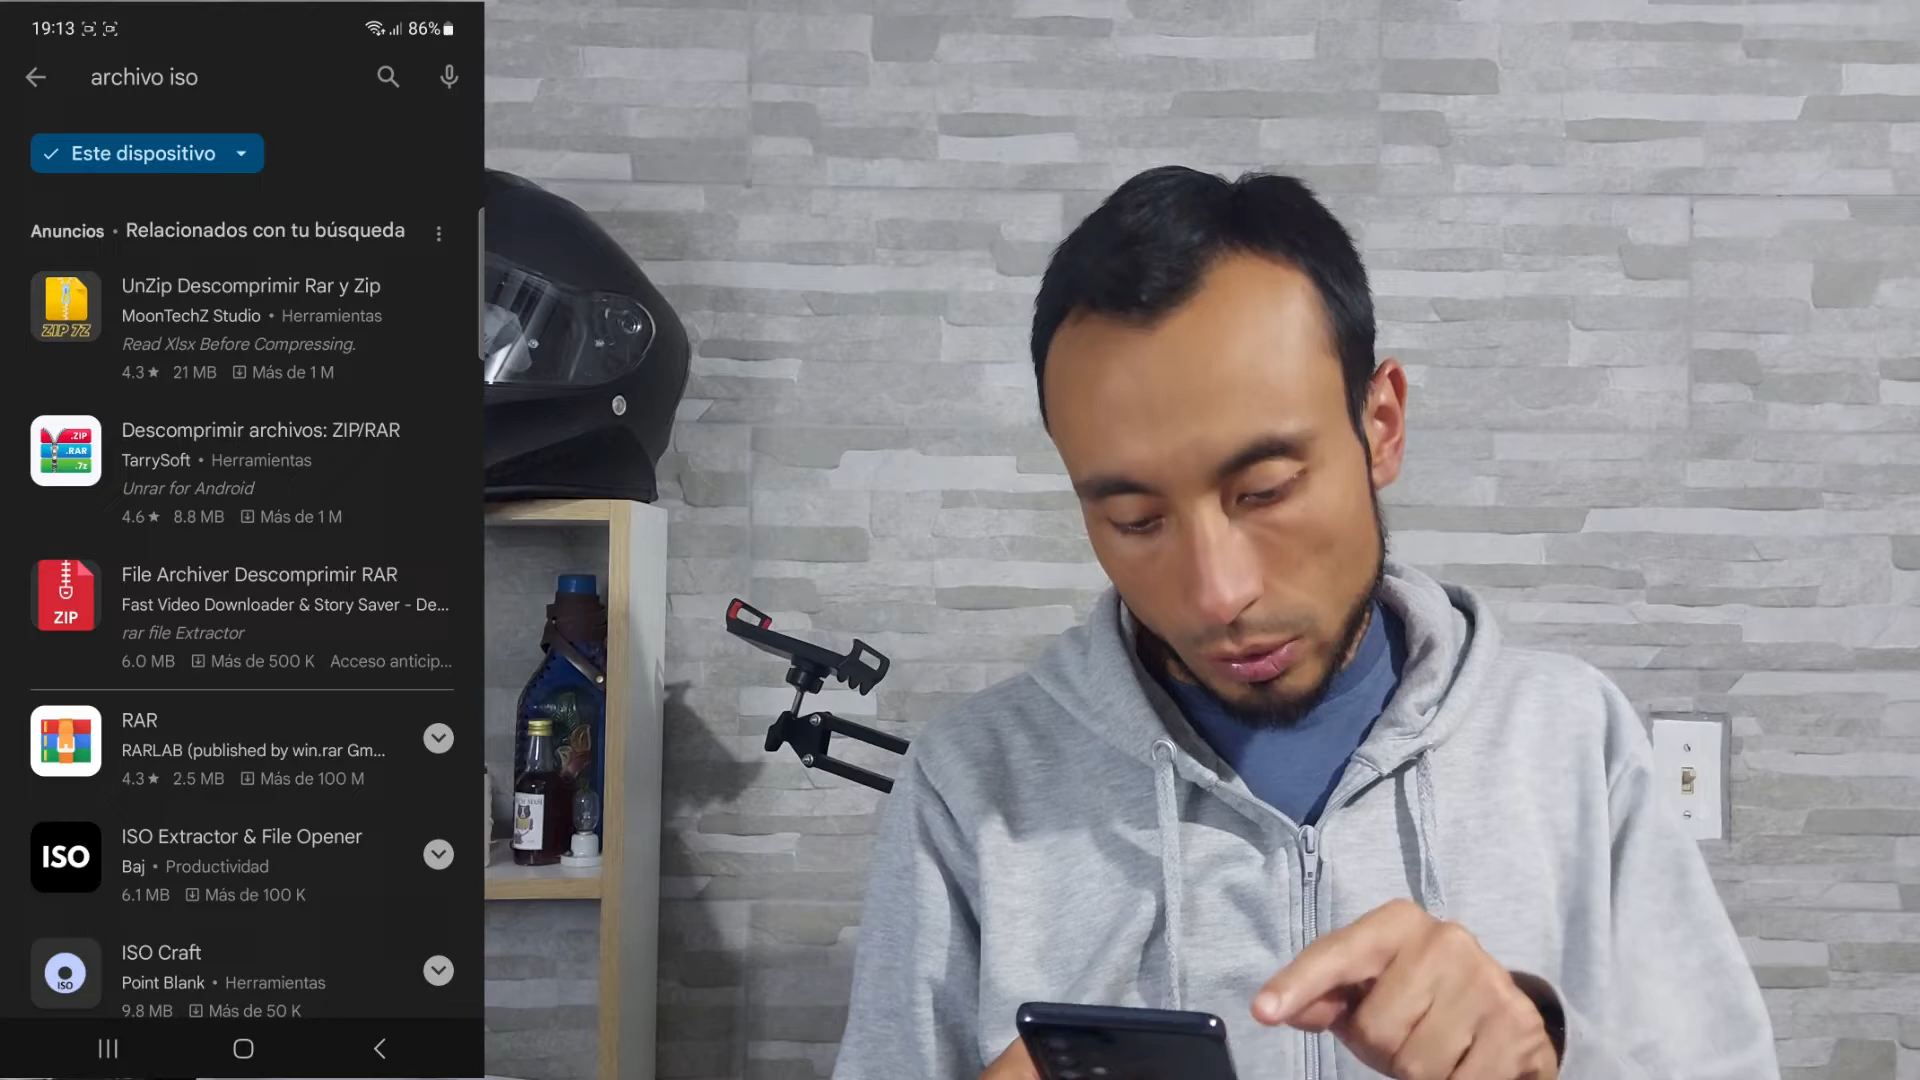 19:13 86%
archivo iso
Este dispositivo
Anuncios • Relacionados con tu búsqueda
UnZip Descomprimir Rar y Zip
MoonTechZ Studio • Herramientas
Read Xlsx Before Compressing.
4.3★ 21 MB Más de 1 M
ZIP 7Z
Descomprimir archivos: ZIP/RAR
TarrySoft • Herramientas
Unrar for Android
4.6★ 8.8 MB Más de 1 M
.ZIP
.RAR
.7z
File Archiver Descomprimir RAR
Fast Video Downloader & Story Saver - De...
rar file Extractor
6.0 MB Más de 500 K Acceso anticip...
ZIP
RAR
RARLAB (published by win.rar Gm...
4.3★ 2.5 MB Más de 100 M
ISO
ISO Extractor & File Opener
Baj • Productividad
6.1 MB Más de 100 K
ISO Craft
Point Blank • Herramientas
9.8 MB Más de 50 K
ISO